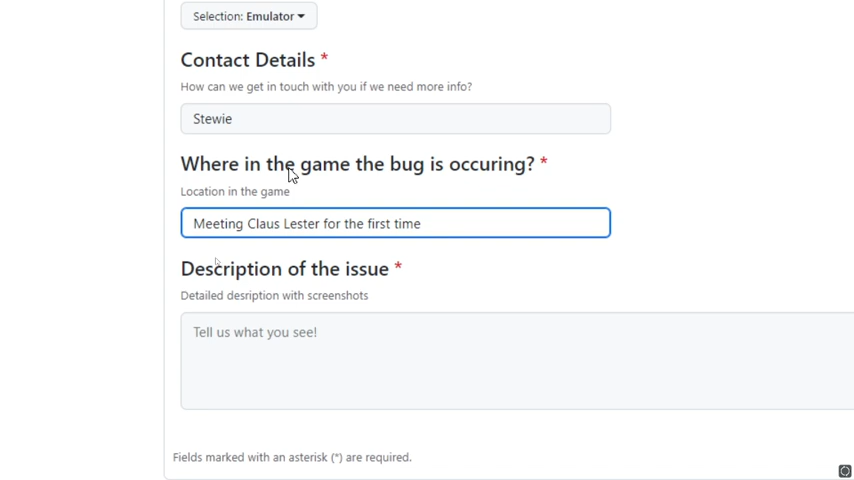 Selection: Emulator
Contact Details *
How can we get in touch with you if we need more info?
Stewie
Where in the game the bug is occuring? *
Location in the game
Meeting Claus Lester for the first time
Description of the issue *
Detailed desription with screenshots
Tell us what you see!
Fields marked with an asterisk (*) are required.